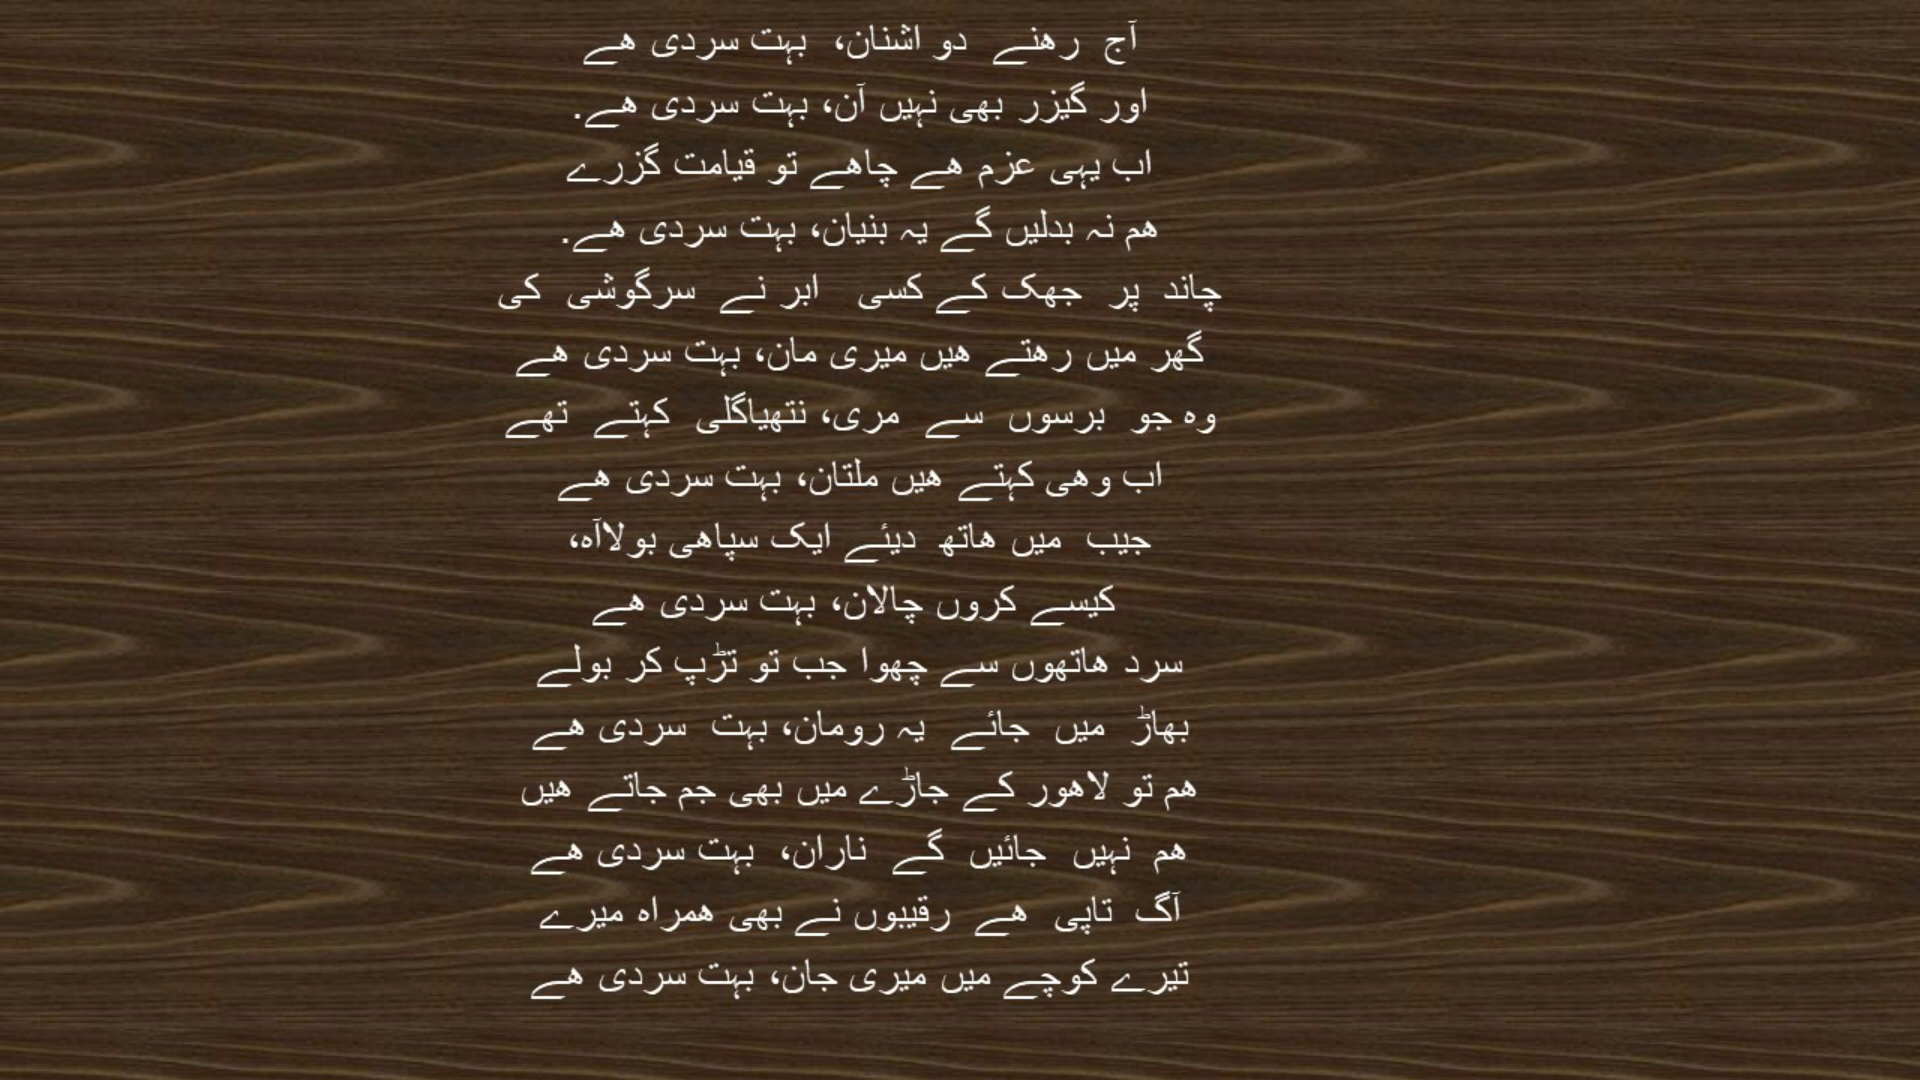 آج رھنے دو اشنان، بہت سردی ھے
اور گیزر بھی نہیں آن، بہت سردی ھے.
اب یہی عزم ھے چاھے تو قیامت گزرے
ھم نہ بدلیں گے یہ بنیان، بہت سردی ھے.
چاند پر جھک کے کسی ابر نے سرگوشی کی
گھر میں رھتے ھیں میری مان، بہت سردی ھے
وہ جو برسوں سے مری، نتھیاگلی کہتے تھے
اب وھی کہتے ھیں ملتان، بہت سردی ھے
جیب میں ھاتھ دیئے ایک سپاھی بولاآہ،
کیسے کروں چالان، بہت سردی ھے
سرد ھاتھوں سے چھوا جب تو تڑپ کر بولے
بھاڑ میں جائے یہ رومان، بہت سردی ھے
ھم تو لاھور کے جاڑے میں بھی جم جاتے ھیں
ھم نہیں جائیں گے ناران، بہت سردی ھے
آگ تاپی ھے رقیبوں نے بھی ھمراہ میرے
تیرے کوچے میں میری جان، بہت سردی ھے